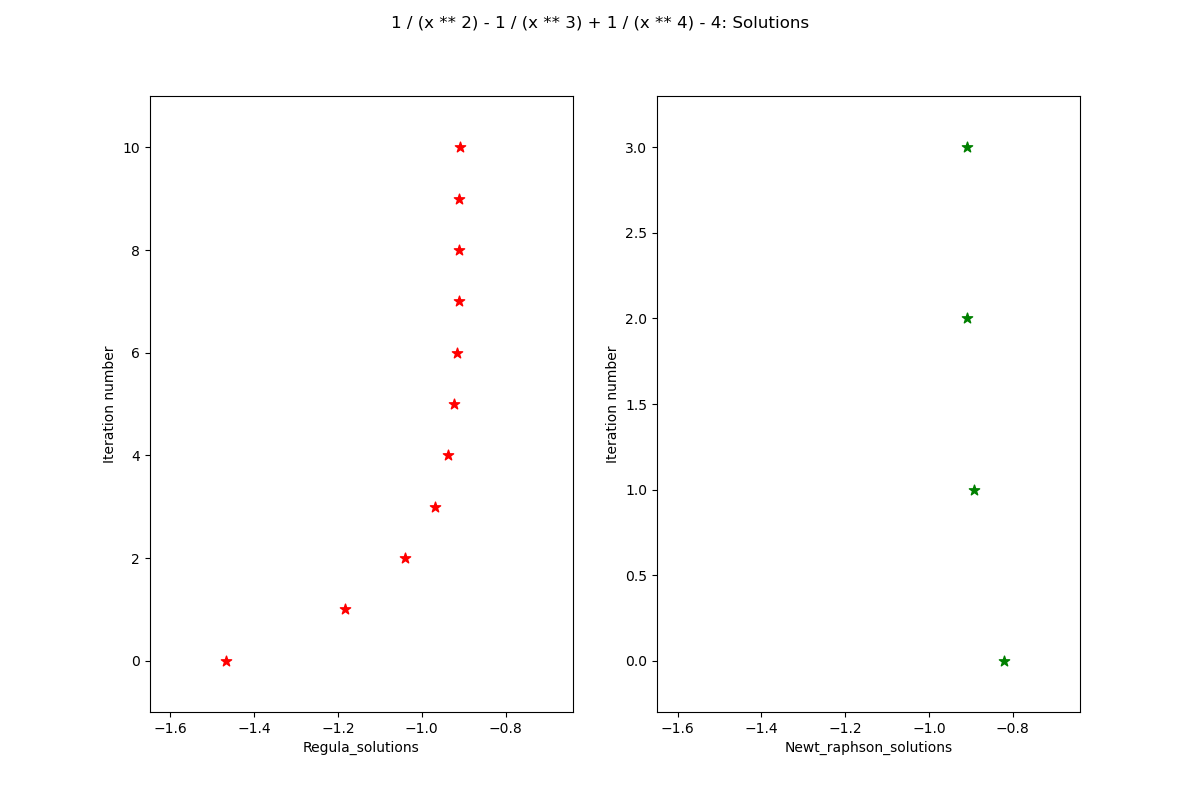 1 / (x ** 2) - 1 / (x ** 3) + 1 / (x ** 4) - 4: Solutions
10
8
6
4
2
0
Iteration number
−1.6 −1.4 −1.2 −1.0 −0.8
Regula_solutions
3.0
2.5
2.0
1.5
1.0
0.5
0.0
Iteration number
−1.6 −1.4 −1.2 −1.0 −0.8
Newt_raphson_solutions